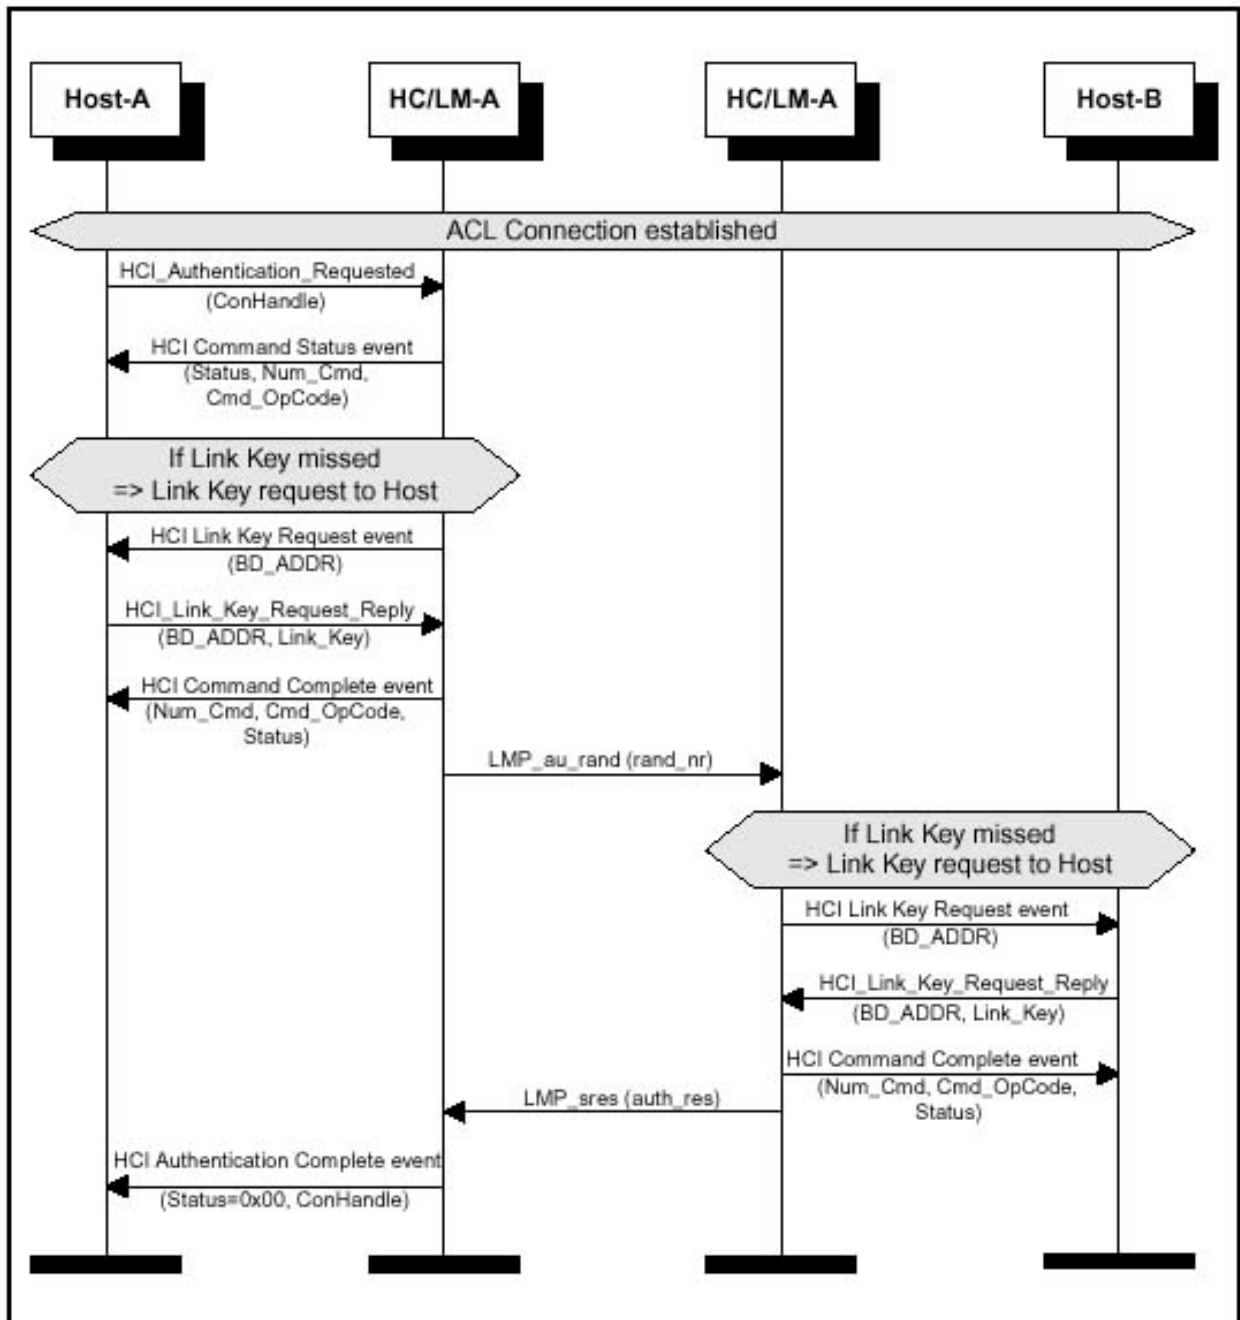 Host-A
HC/LM-A
HC/LM-A
Host-B
ACL Connection established
HCI_Authentication_Requested
(ConHandle)
HCI Command Status event
(Status, Num_Cmd,
Cmd_OpCode)
If Link Key missed
=> Link Key request to Host
HCI Link Key Request event
(BD_ADDR)
HCI_Link_Key_Request_Reply
(BD_ADDR, Link_Key)
HCI Command Complete event
(Num_Cmd, Cmd_OpCode,
Status)
LMP_au_rand (rand_nr)
If Link Key missed
=> Link Key request to Host
HCI Link Key Request event
(BD_ADDR)
HCI_Link_Key_Request_Reply
(BD_ADDR, Link_Key)
HCI Command Complete event
(Num_Cmd, Cmd_OpCode,
Status)
LMP_sres (auth_res)
HCI Authentication Complete event
(Status=0x00, ConHandle)